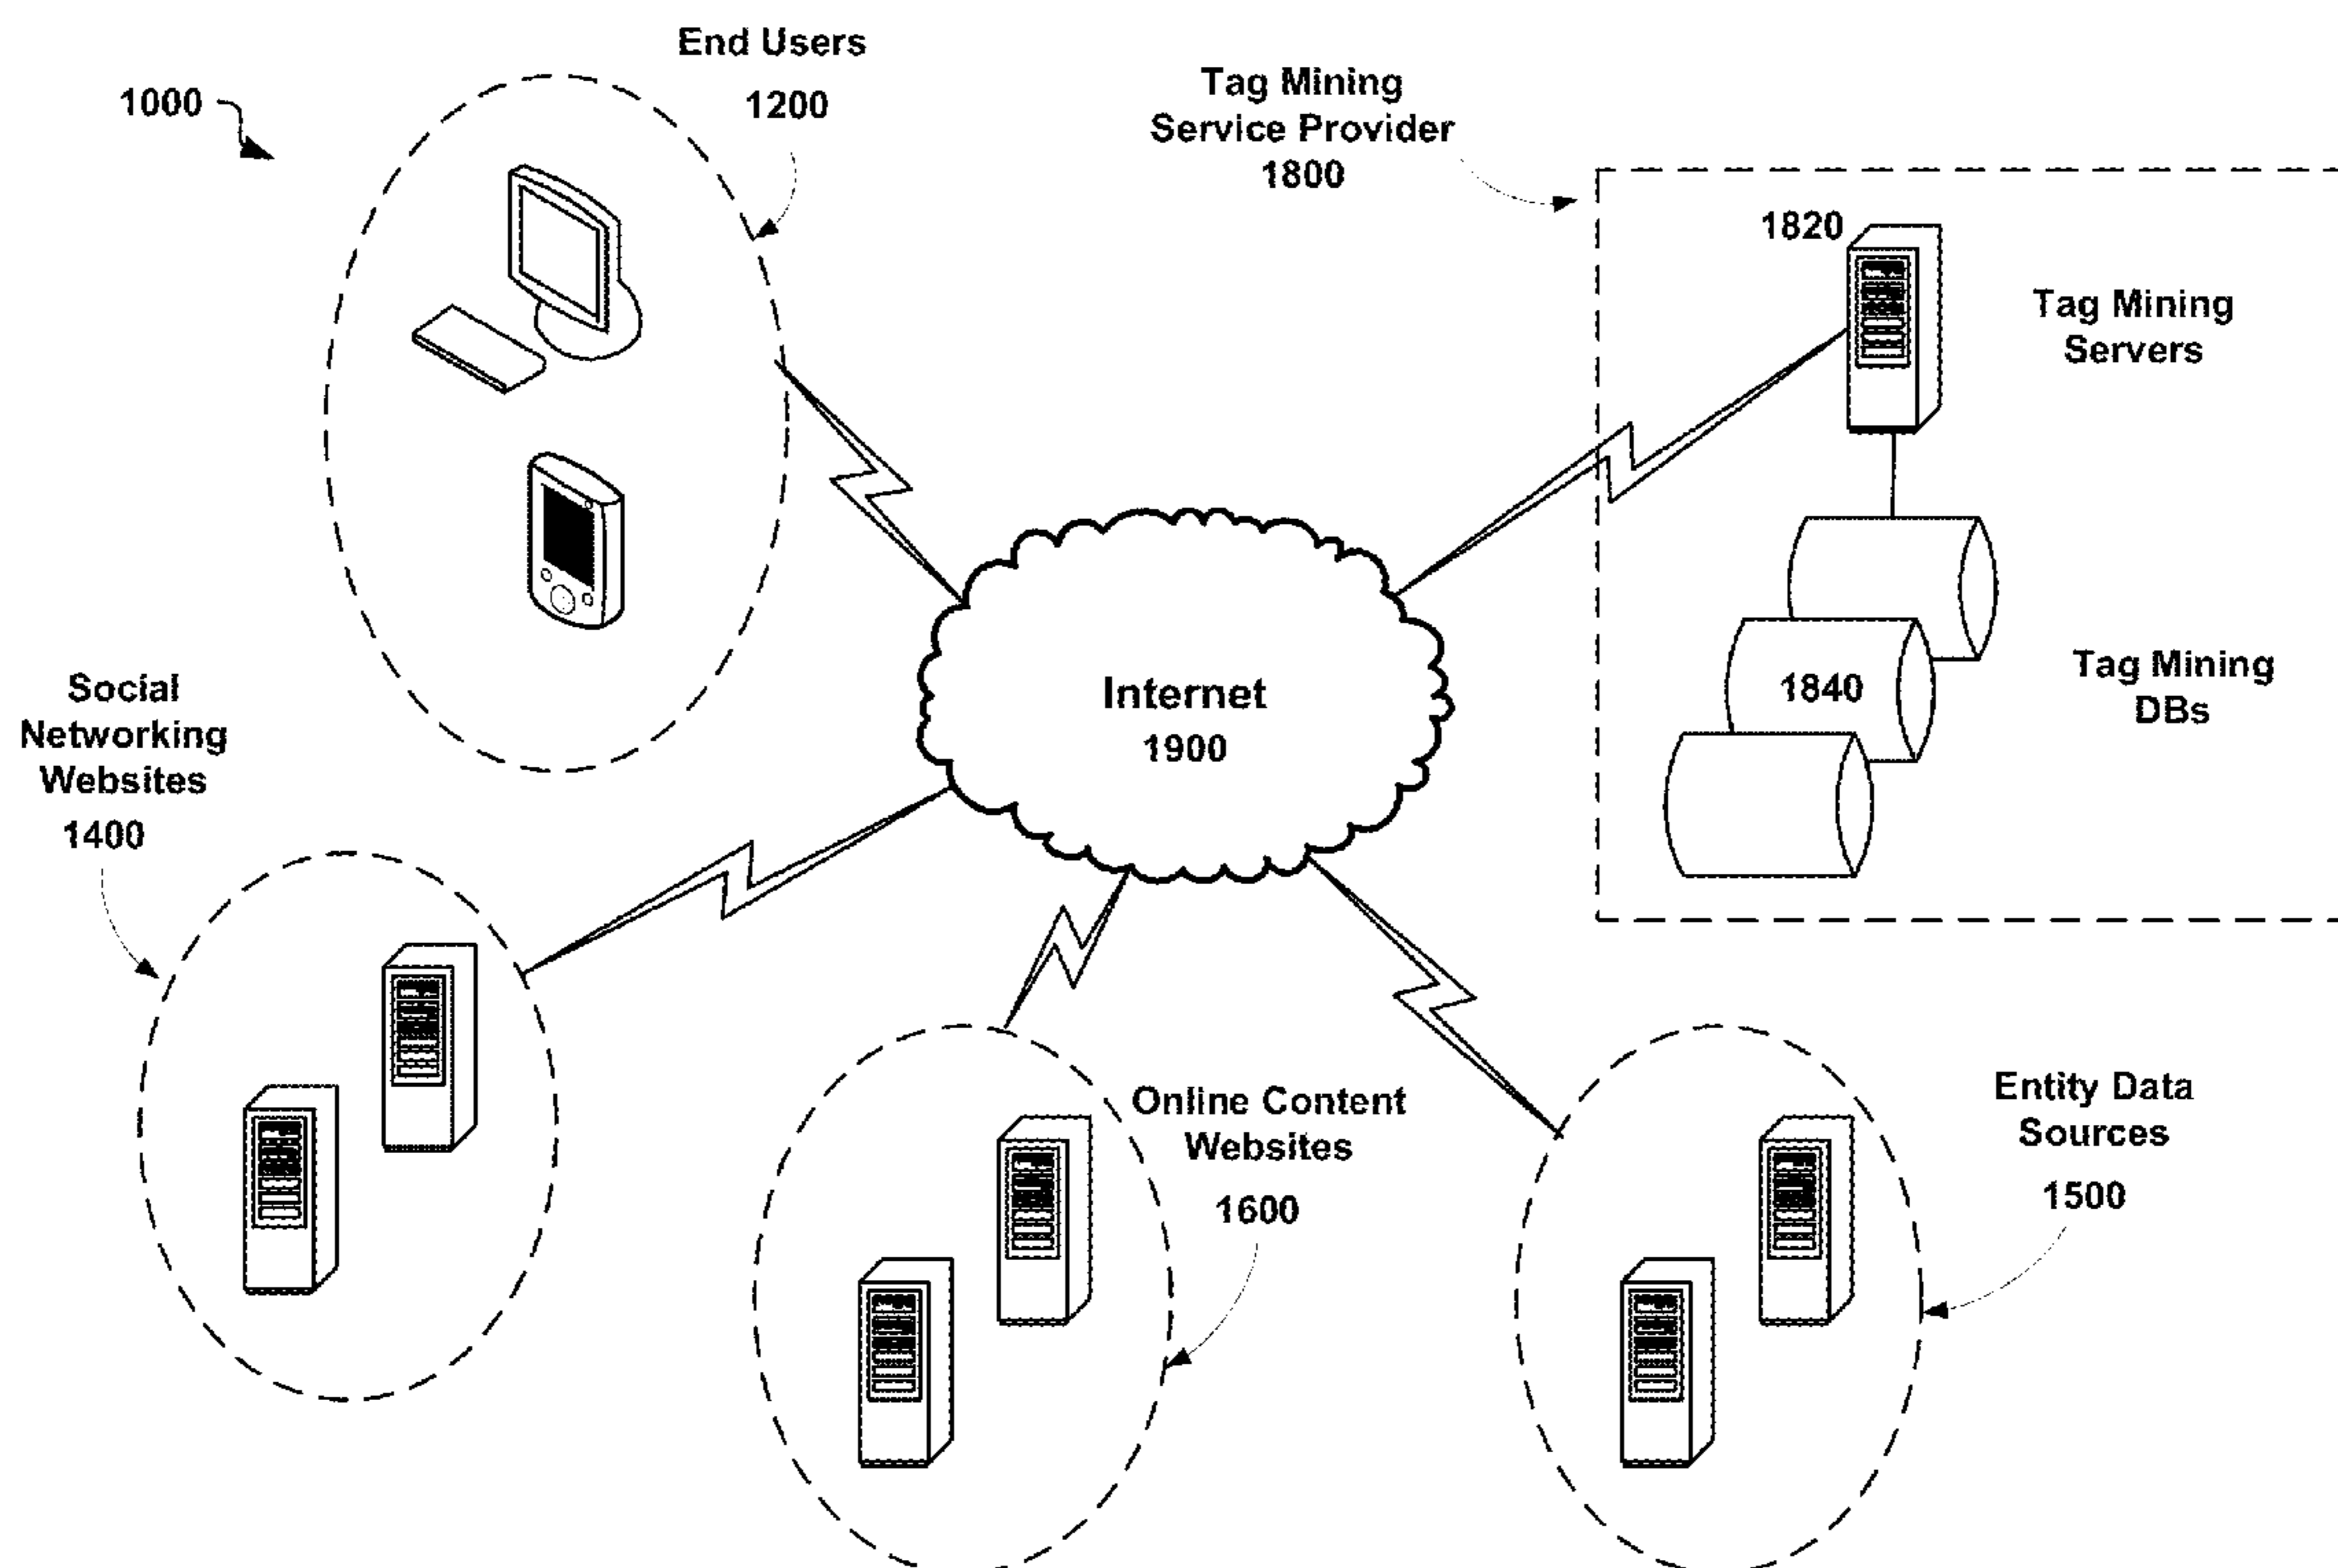 End Users
1200
1000
Tag Mining
Service Provider
1800
1820
Tag Mining
Servers
Internet
1900
1840
Tag Mining
DBs
Social
Networking
Websites
1400
Online Content
Websites
1600
Entity Data
Sources
1500